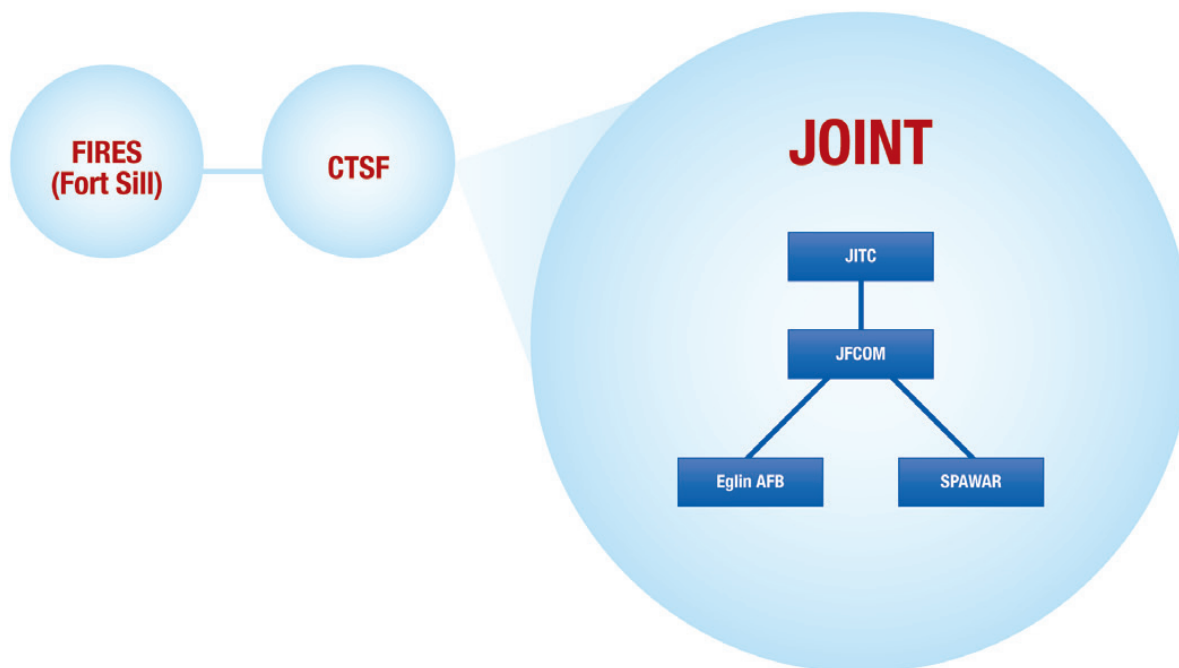 FIRES
(Fort Sill)
CTSF
JOINT
JITC
JFCOM
Eglin AFB
SPAWAR